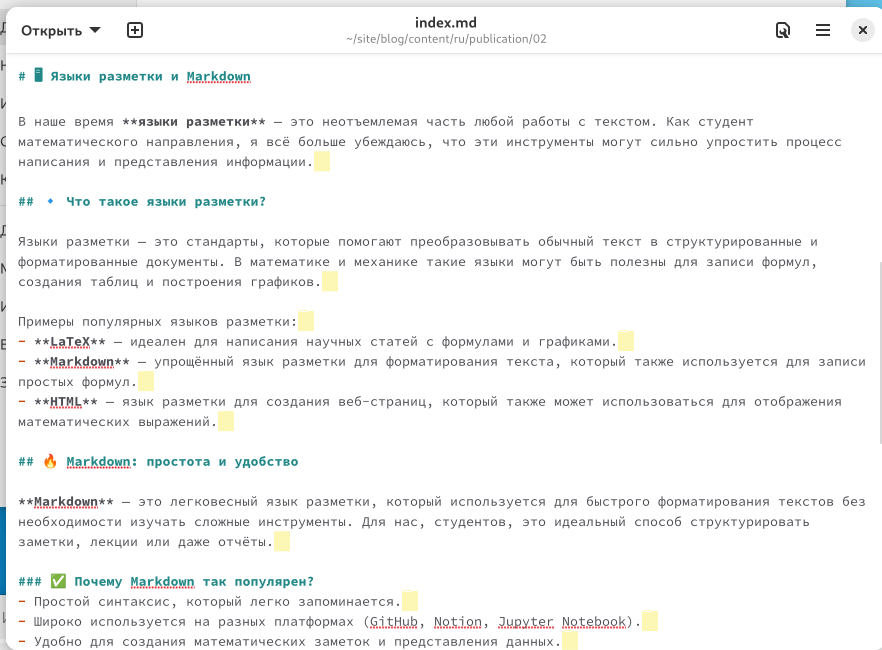 Открыть
index.md
~/site/blog/content/ru/publication/02
# 🖥 Языки разметки и Markdown
В наше время **языки разметки** — это неотъемлемая часть любой работы с текстом. Как студент
математического направления, я всё больше убеждаюсь, что эти инструменты могут сильно упростить процесс
написания и представления информации.
## 🔹 Что такое языки разметки?
Языки разметки — это стандарты, которые помогают преобразовывать обычный текст в структурированные и
форматированные документы. В математике и механике такие языки могут быть полезны для записи формул,
создания таблиц и построения графиков.
Примеры популярных языков разметки:
- **LaTeX** — идеален для написания научных статей с формулами и графиками.
- **Markdown** — упрощённый язык разметки для форматирования текста, который также используется для записи
простых формул.
- **HTML** — язык разметки для создания веб-страниц, который также может использоваться для отображения
математических выражений.
## 🔥 Markdown: простота и удобство
**Markdown** — это легковесный язык разметки, который используется для быстрого форматирования текстов без
необходимости изучать сложные инструменты. Для нас, студентов, это идеальный способ структурировать
заметки, лекции или даже отчёты.
### ✅ Почему Markdown так популярен?
- Простой синтаксис, который легко запоминается.
- Широко используется на разных платформах (GitHub, Notion, Jupyter Notebook).
- Удобно для создания математических заметок и представления данных.